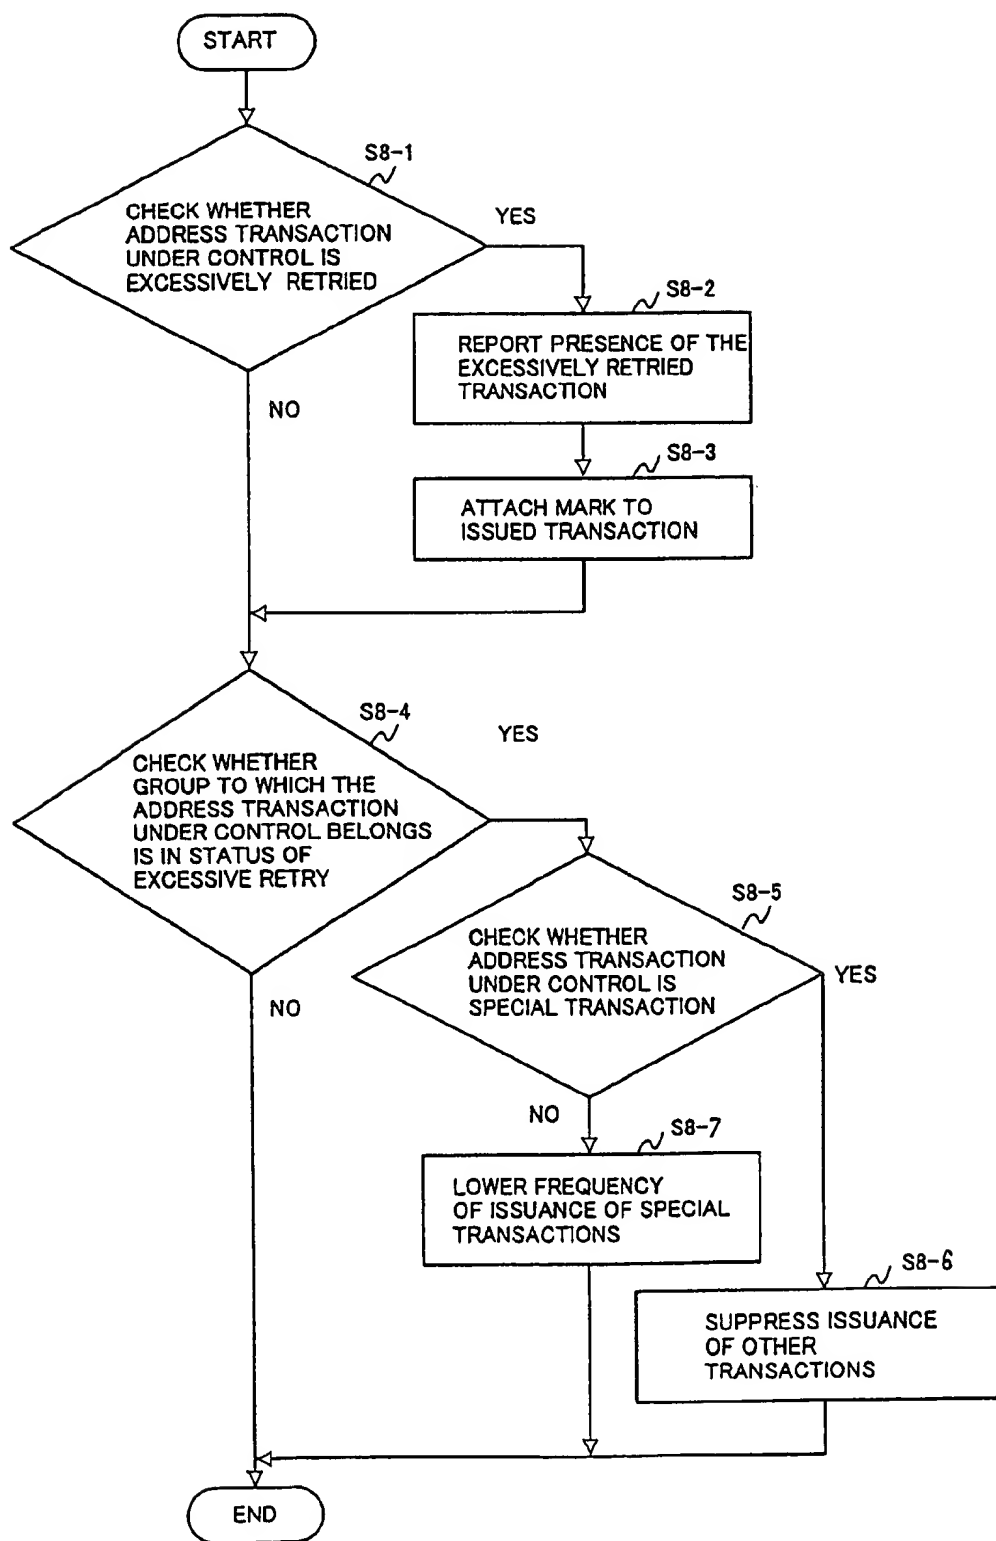 START
S8-1
CHECK WHETHER
ADDRESS TRANSACTION
UNDER CONTROL IS
EXCESSIVELY RETRIED
YES
S8-2
REPORT PRESENCE OF THE
EXCESSIVELY RETRIED
TRANSACTION
NO
S8-3
ATTACH MARK TO
ISSUED TRANSACTION
S8-4
YES
CHECK WHETHER
GROUP TO WHICH THE
ADDRESS TRANSACTION
UNDER CONTROL BELONGS
IS IN STATUS OF
EXCESSIVE RETRY
S8-5
CHECK WHETHER
ADDRESS TRANSACTION
UNDER CONTROL IS
SPECIAL TRANSACTION
YES
NO
NO
S8-7
LOWER FREQUENCY
OF ISSUANCE OF SPECIAL
TRANSACTIONS
S8-6
SUPPRESS ISSUANCE
OF OTHER
TRANSACTIONS
END